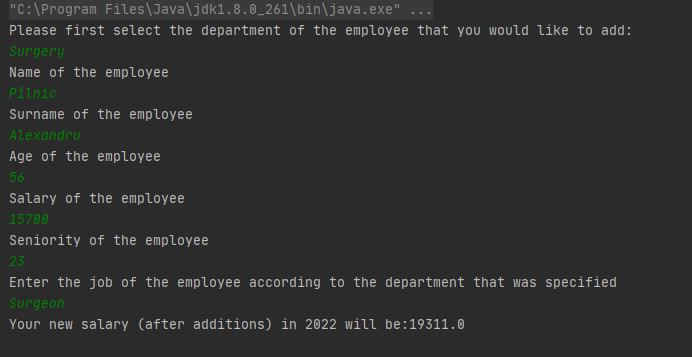 "C:\Program Files\Java\jdk1.8.0_261\bin\java.exe" ...
Please first select the department of the employee that you would like to add:
Surgery
Name of the employee
Pîlnic
Surname of the employee
Alexandru
Age of the employee
56
Salary of the employee
15700
Seniority of the employee
23
Enter the job of the employee according to the department that was specified
Surgeon
Your new salary (after additions) in 2022 will be:19311.0